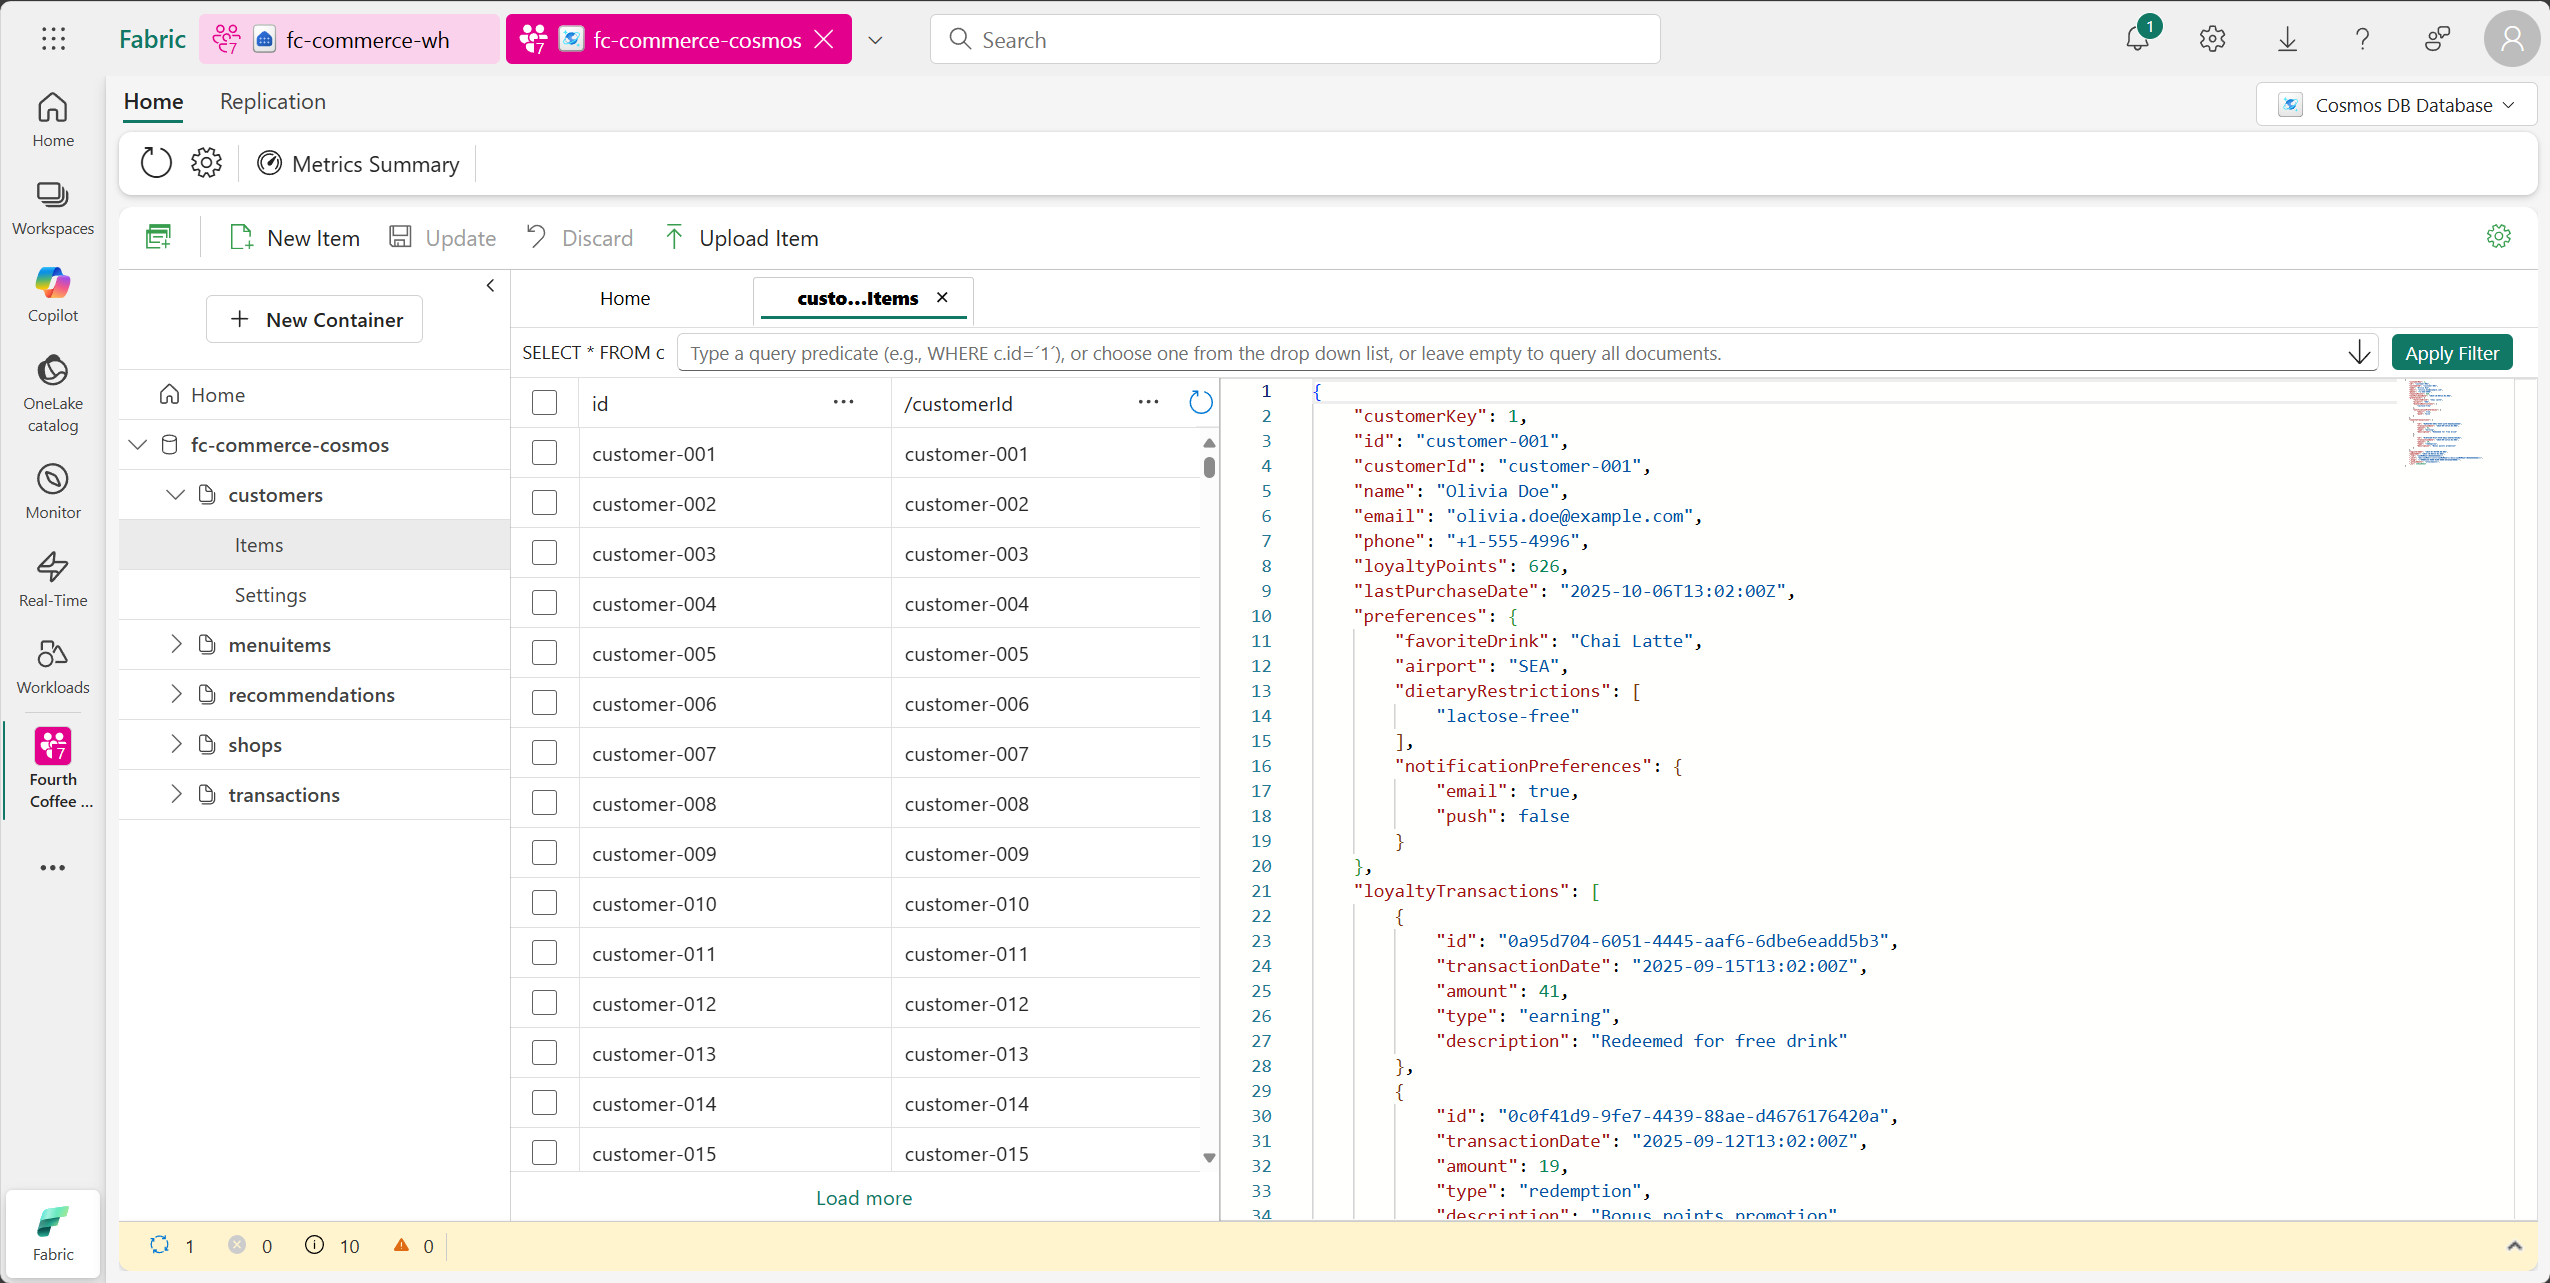 Fabric
7 fc-commerce-wh
7 fc-commerce-cosmos
Search
1
Home
Replication
Cosmos DB Database
Metrics Summary
Home
Workspaces
Copilot
OneLake
catalog
Monitor
Real-Time
Workloads
7
Fourth
Coffee ...
Fabric
New Item
Update
Discard
Upload Item
New Container
Home
fc-commerce-cosmos
customers
Items
Settings
menuitems
recommendations
shops
transactions
Home
custo...Items
SELECT * FROM c
Type a query predicate (e.g., WHERE c.id=´1´), or choose one from the drop down list, or leave empty to query all documents.
Apply Filter
id ... /customerId ...
customer-001 customer-001
customer-002 customer-002
customer-003 customer-003
customer-004 customer-004
customer-005 customer-005
customer-006 customer-006
customer-007 customer-007
customer-008 customer-008
customer-009 customer-009
customer-010 customer-010
customer-011 customer-011
customer-012 customer-012
customer-013 customer-013
customer-014 customer-014
customer-015 customer-015
Load more
1 {
2 "customerKey": 1,
3 "id": "customer-001",
4 "customerId": "customer-001",
5 "name": "Olivia Doe",
6 "email": "olivia.doe@example.com",
7 "phone": "+1-555-4996",
8 "loyaltyPoints": 626,
9 "lastPurchaseDate": "2025-10-06T13:02:00Z",
10 "preferences": {
11 "favoriteDrink": "Chai Latte",
12 "airport": "SEA",
13 "dietaryRestrictions": [
14 "lactose-free"
15 ],
16 "notificationPreferences": {
17 "email": true,
18 "push": false
19 }
20 },
21 "loyaltyTransactions": [
22 {
23 "id": "0a95d704-6051-4445-aaf6-6dbe6eadd5b3",
24 "transactionDate": "2025-09-15T13:02:00Z",
25 "amount": 41,
26 "type": "earning",
27 "description": "Redeemed for free drink"
28 },
29 {
30 "id": "0c0f41d9-9fe7-4439-88ae-d4676176420a",
31 "transactionDate": "2025-09-12T13:02:00Z",
32 "amount": 19,
33 "type": "redemption",
34 "description": "Bonus points promotion"
1 0 10 0